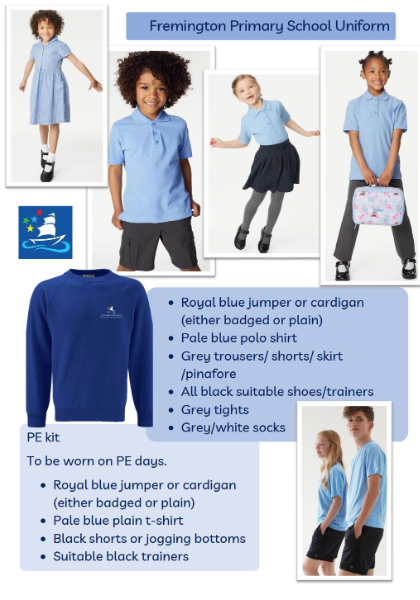 Fremington Primary School Uniform
• Royal blue jumper or cardigan
(either badged or plain)
• Pale blue polo shirt
• Grey trousers/ shorts/ skirt
/pinafore
• All black suitable shoes/trainers
• Grey tights
• Grey/white socks
PE kit
To be worn on PE days.
• Royal blue jumper or cardigan
(either badged or plain)
• Pale blue plain t-shirt
• Black shorts or jogging bottoms
• Suitable black trainers